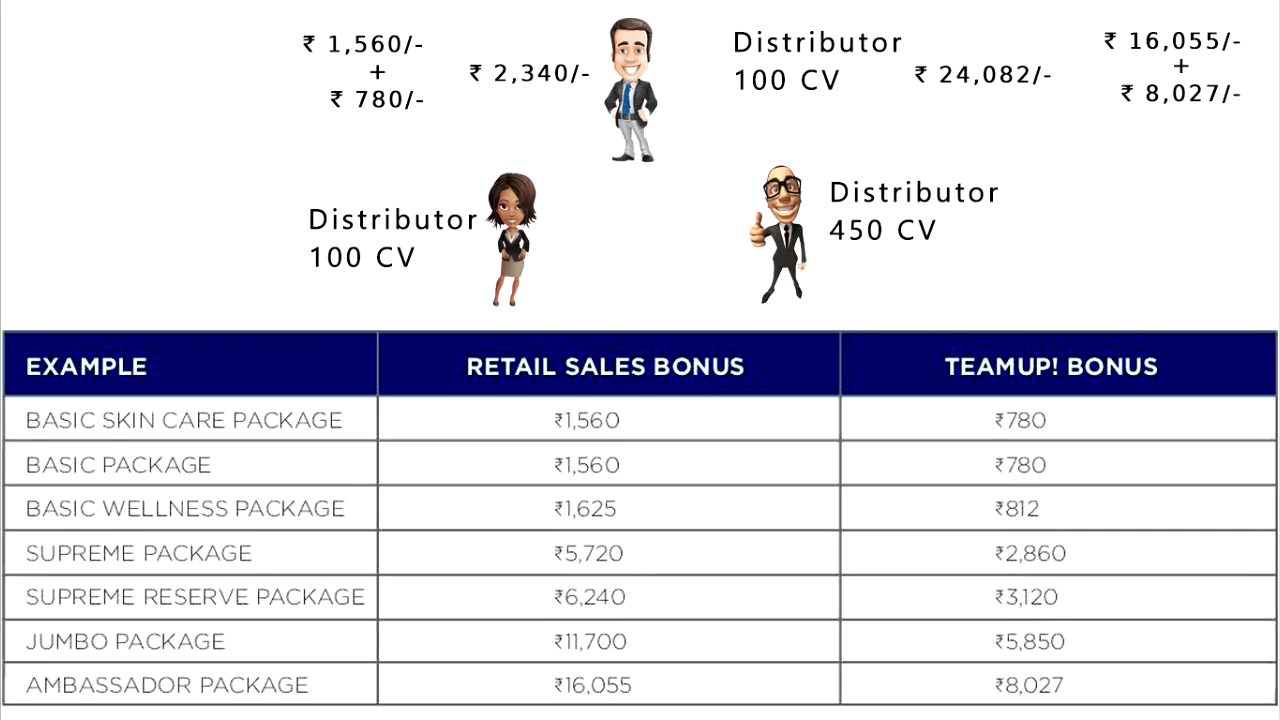 ₹ 1,560/-
+
₹ 780/-
₹ 2,340/-
Distributor
100 CV
₹ 24,082/-
₹ 16,055/-
+
₹ 8,027/-
Distributor
100 CV
Distributor
450 CV
EXAMPLE RETAIL SALES BONUS TEAMUP! BONUS
BASIC SKIN CARE PACKAGE ₹1,560 ₹780
BASIC PACKAGE ₹1,560 ₹780
BASIC WELLNESS PACKAGE ₹1,625 ₹812
SUPREME PACKAGE ₹5,720 ₹2,860
SUPREME RESERVE PACKAGE ₹6,240 ₹3,120
JUMBO PACKAGE ₹11,700 ₹5,850
AMBASSADOR PACKAGE ₹16,055 ₹8,027